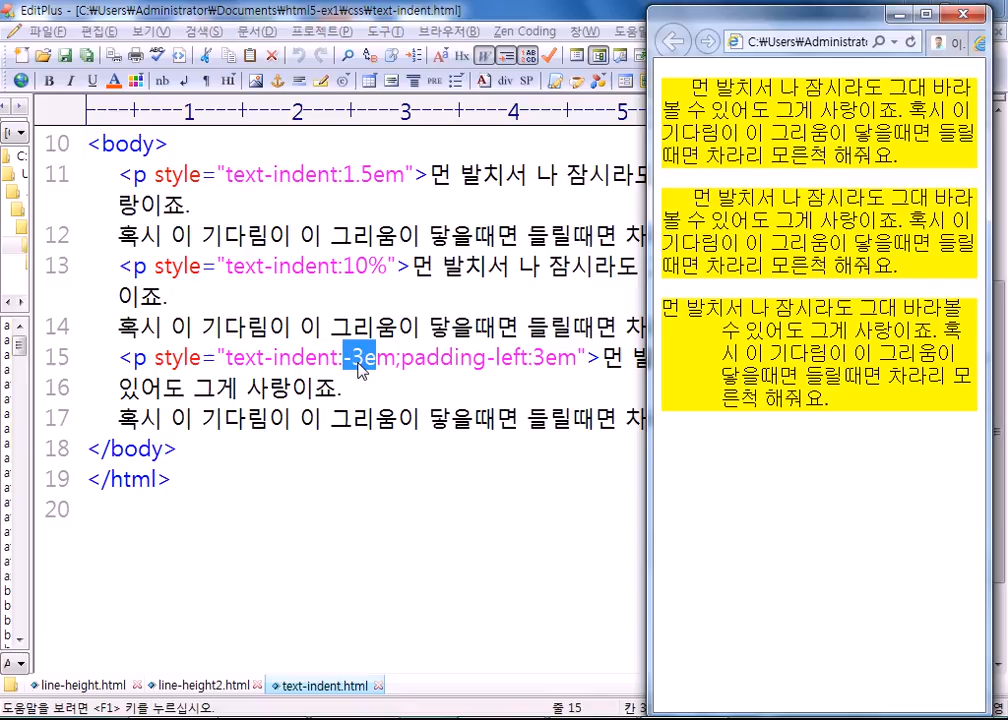 EditPlus - [C:₩Users₩Administrator₩Documents₩html5-ex1₩css₩text-indent.html]
파일(F) 편집(E) 보기(V) 검색(S) 문서(D) 프로젝트(P) 도구(T) 브라우저(B) Zen Coding 창(W) 도움말
----+----1----+----2----+----3----+----4----+----5--
10 <body>
11 <p style="text-indent:1.5em">먼 발치서 나 잠시라도
랑이죠.
12 혹시 이 기다림이 이 그리움이 닿을때면 들릴때면 차
13 <p style="text-indent:10%">먼 발치서 나 잠시라도
이죠.
14 혹시 이 기다림이 이 그리움이 닿을때면 들릴때면 차
15 <p style="text-indent:-3em;padding-left:3em">먼 발
있어도 그게 사랑이죠.
17 혹시 이 기다림이 이 그리움이 닿을때면 들릴때면 차
18 </body>
19 </html>
20
line-height.html line-height2.html text-indent.html
도움말을 보려면 <F1> 키를 누르십시오. 줄 15 칸 3
C:₩Users₩Administrat
먼 발치서 나 잠시라도 그대 바라
볼 수 있어도 그게 사랑이죠. 혹시 이
기다림이 이 그리움이 닿을때면 들릴
때면 차라리 모른척 해줘요.
먼 발치서 나 잠시라도 그대 바라
볼 수 있어도 그게 사랑이죠. 혹시 이
기다림이 이 그리움이 닿을때면 들릴
때면 차라리 모른척 해줘요.
먼 발치서 나 잠시라도 그대 바라볼
수 있어도 그게 사랑이죠. 혹
시 이 기다림이 이 그리움이
닿을때면 들릴때면 차라리 모
른척 해줘요.